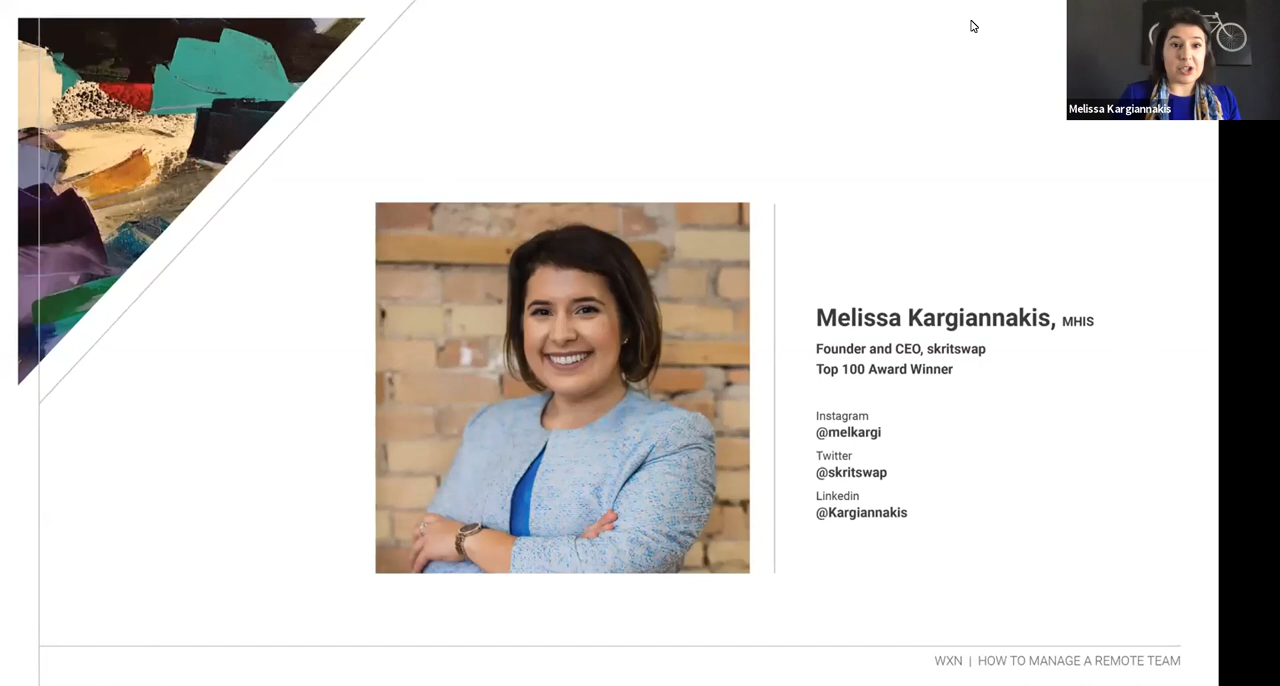 Melissa Kargiannakis
Melissa Kargiannakis, MHIS
Founder and CEO, skritswap
Top 100 Award Winner
Instagram
@melkargi
Twitter
@skritswap
Linkedin
@Kargiannakis
WXN | HOW TO MANAGE A REMOTE TEAM